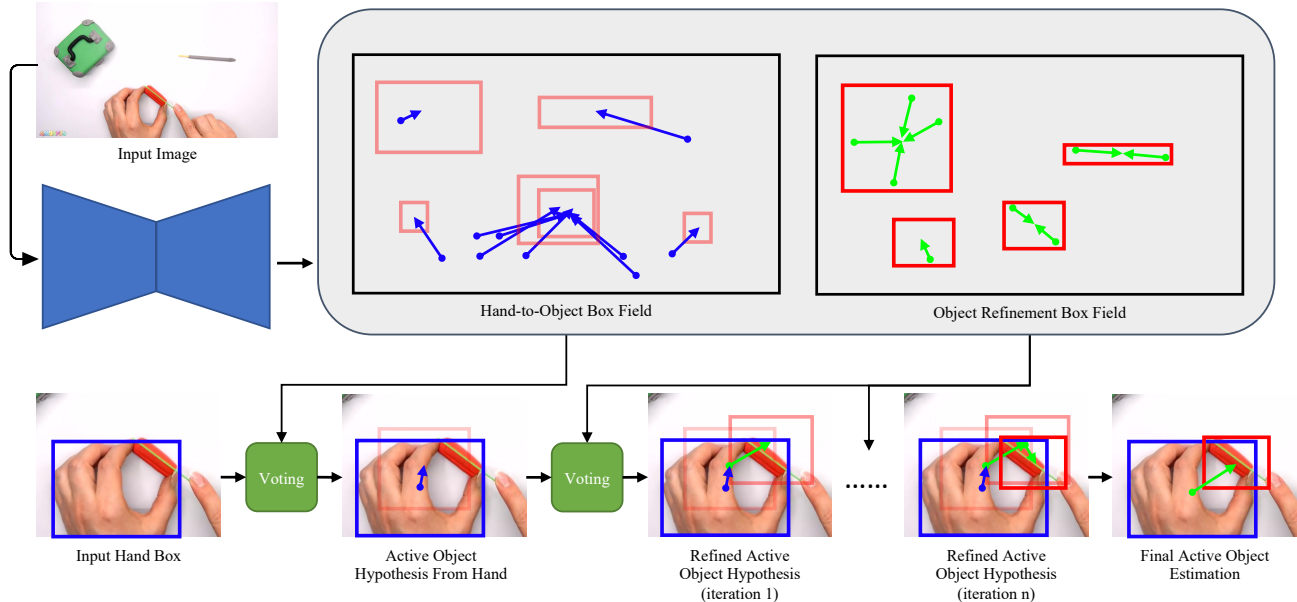 Input Image
Hand-to-Object Box Field
Object Refinement Box Field
Voting
Voting
......
Input Hand Box
Active Object
Hypothesis From Hand
Refined Active
Object Hypothesis
(iteration 1)
Refined Active
Object Hypothesis
(iteration n)
Final Active Object
Estimation